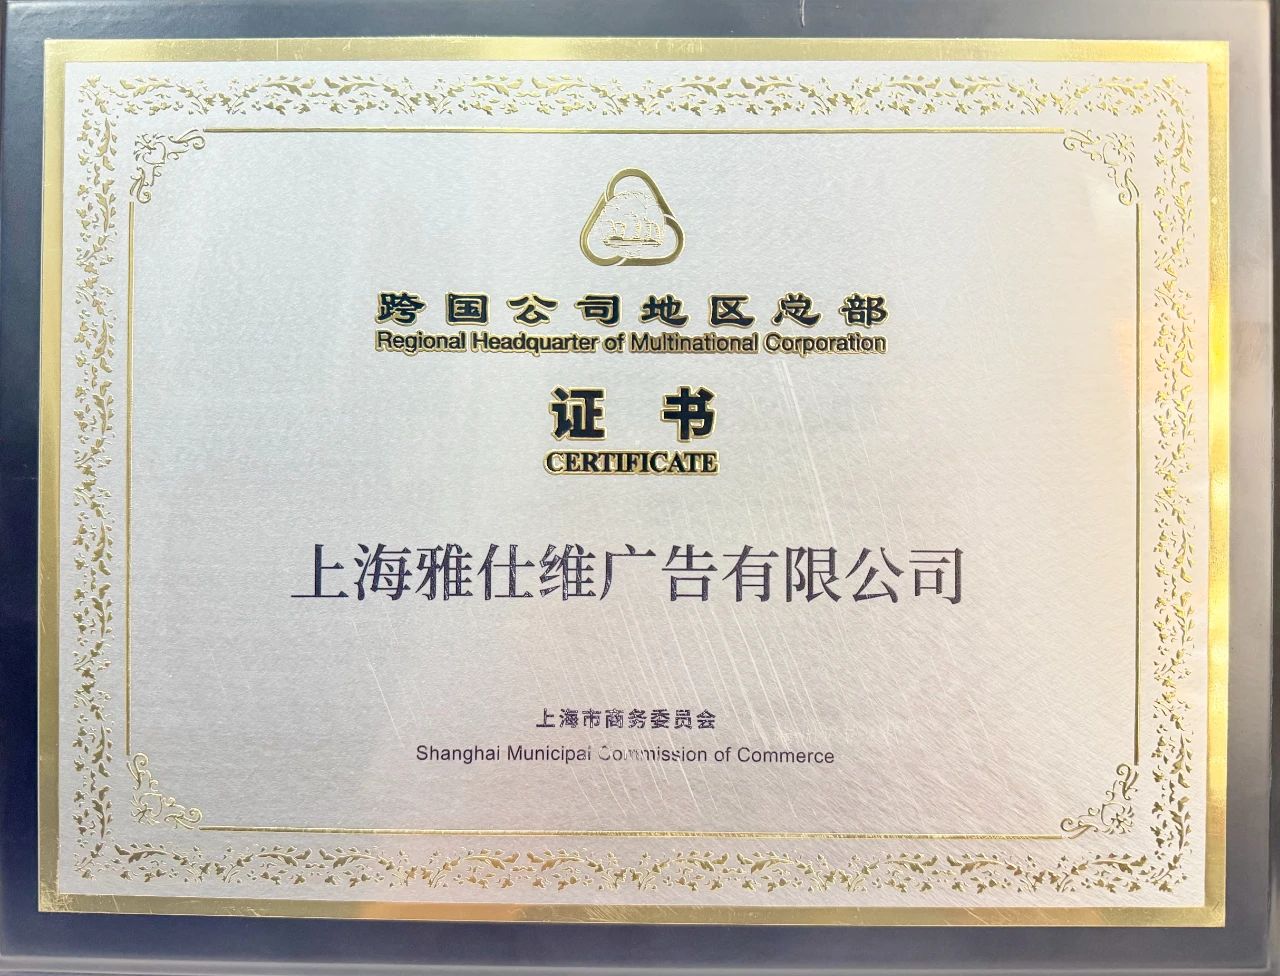 跨国公司地区总部
Regional Headquarter of Multinational Corporation
证书
CERTIFICATE
上海雅仕维广告有限公司
上海市商务委员会
Shanghai Municipal Commission of Commerce